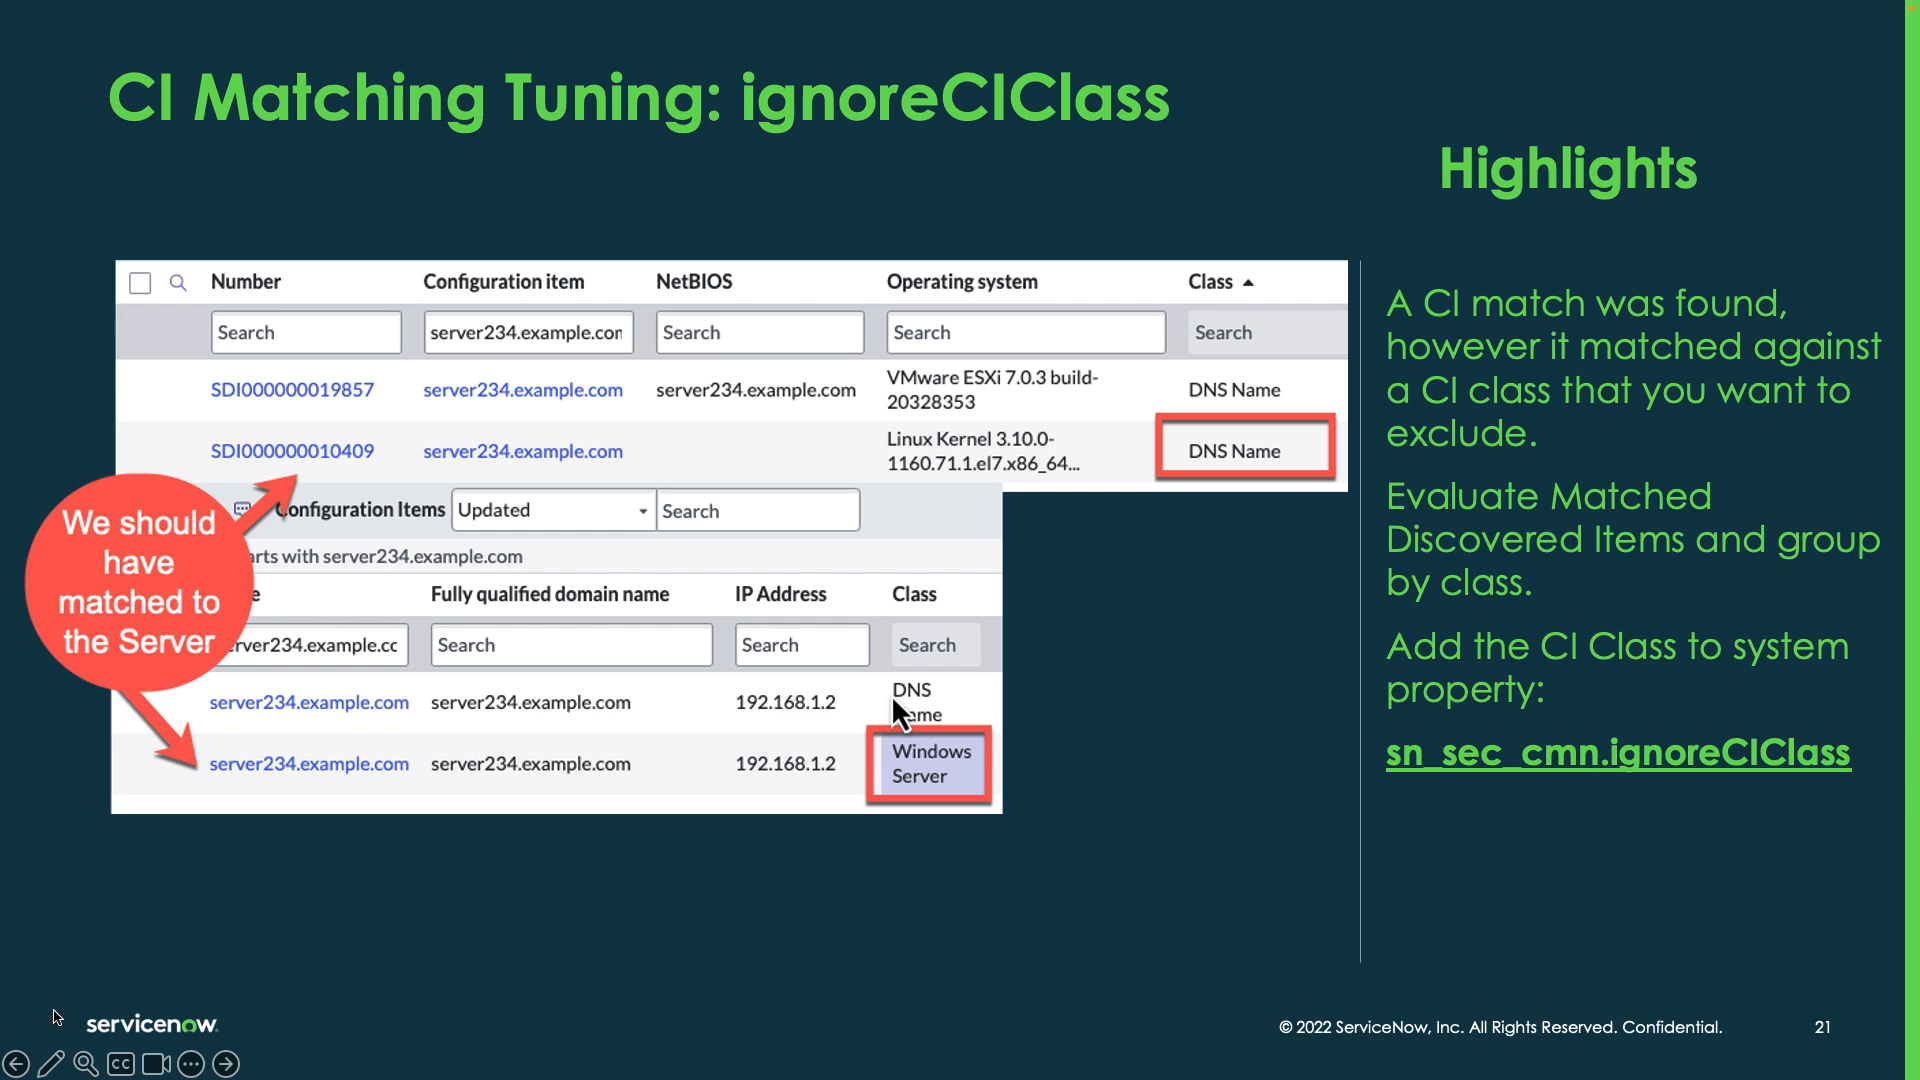 CI Matching Tuning: ignoreCIClass
Highlights
Number Configuration item NetBIOS Operating system Class
Search server234.example.cor Search Search Search
SDI000000019857 server234.example.com server234.example.com VMware ESXi 7.0.3 build-
20328353 DNS Name
SDI000000010409 server234.example.com Linux Kernel 3.10.0-
1160.71.1.el7.x86_64... DNS Name
We should
have
matched to
the Server
Configuration Items Updated Search
arts with server234.example.com
e Fully qualified domain name IP Address Class
erver234.example.cc Search Search Search
server234.example.com server234.example.com 192.168.1.2 DNS
ame
server234.example.com server234.example.com 192.168.1.2 Windows
Server
A CI match was found,
however it matched against
a CI class that you want to
exclude.
Evaluate Matched
Discovered Items and group
by class.
Add the CI Class to system
property:
sn_sec_cmn.ignoreCIClass
servicenow
© 2022 ServiceNow, Inc. All Rights Reserved. Confidential. 21
CC